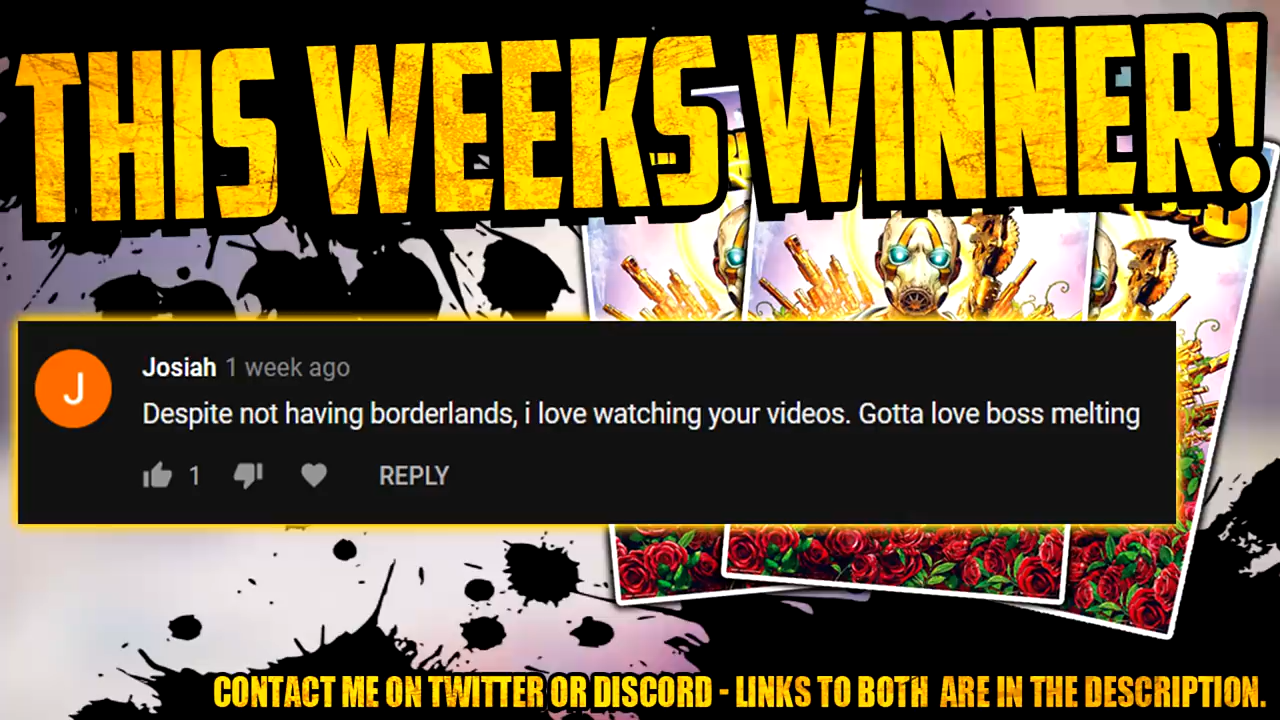 THIS WEEKS WINNER!
J
Josiah 1 week ago
Despite not having borderlands, i love watching your videos. Gotta love boss melting
1 REPLY
CONTACT ME ON TWITTER OR DISCORD - LINKS TO BOTH ARE IN THE DESCRIPTION.